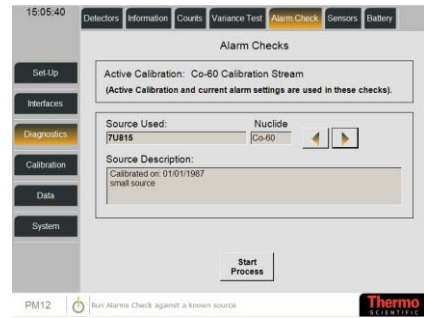 15:05:40
Detectors Information Counts Variance Test Alarm Check Sensors Battery
Alarm Checks
Set-Up
Interfaces
Diagnostics
Calibration
Data
System
Active Calibration: Co-60 Calibration Stream
(Active Calibration and current alarm settings are used in these checks).
Source Used: Nuclide
7U815 Co-60
Source Description:
Calibrated on: 01/01/1987
small source
Start
Process
PM12 Run Alarms Check against a known source
Thermo
SCIENTIFIC